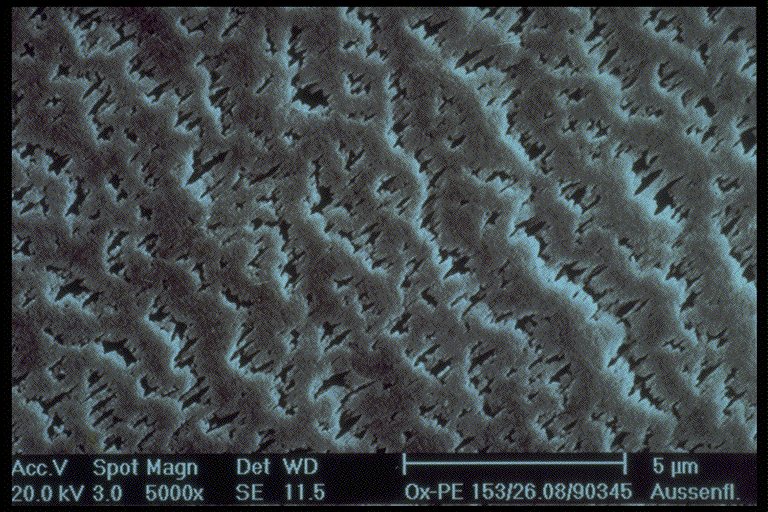 Acc.V Spot Magn Det WD 5 µm
20.0 kV 3.0 5000x SE 11.5 Ox-PE 153/26.08/90345 Aussenfl.